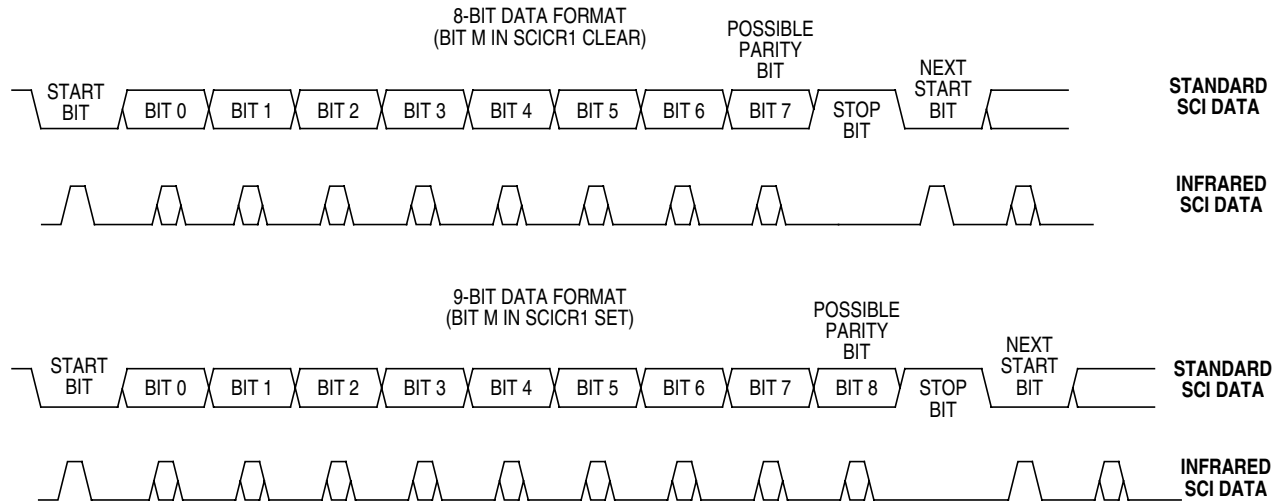 8-BIT DATA FORMAT
(BIT M IN SCICR1 CLEAR)
POSSIBLE
PARITY
BIT
NEXT
START
BIT
START
BIT
BIT 0
BIT 1
BIT 2
BIT 3
BIT 4
BIT 5
BIT 6
BIT 7
STOP
BIT
STANDARD
SCI DATA
INFRARED
SCI DATA
9-BIT DATA FORMAT
(BIT M IN SCICR1 SET)
POSSIBLE
PARITY
BIT
NEXT
START
BIT
START
BIT
BIT 0
BIT 1
BIT 2
BIT 3
BIT 4
BIT 5
BIT 6
BIT 7
BIT 8
STOP
BIT
STANDARD
SCI DATA
INFRARED
SCI DATA